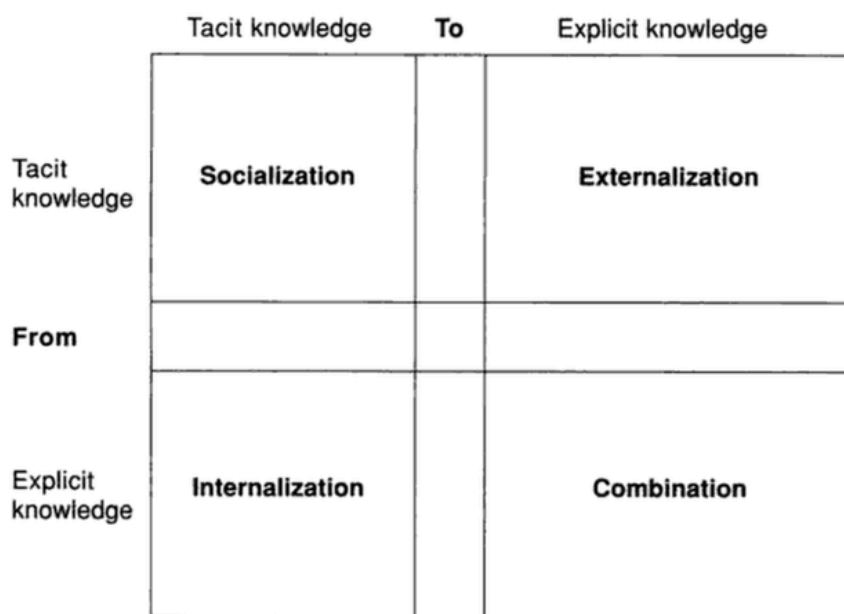 Tacit knowledge To Explicit knowledge
Tacit
knowledge
Socialization Externalization
From
Explicit
knowledge
Internalization Combination